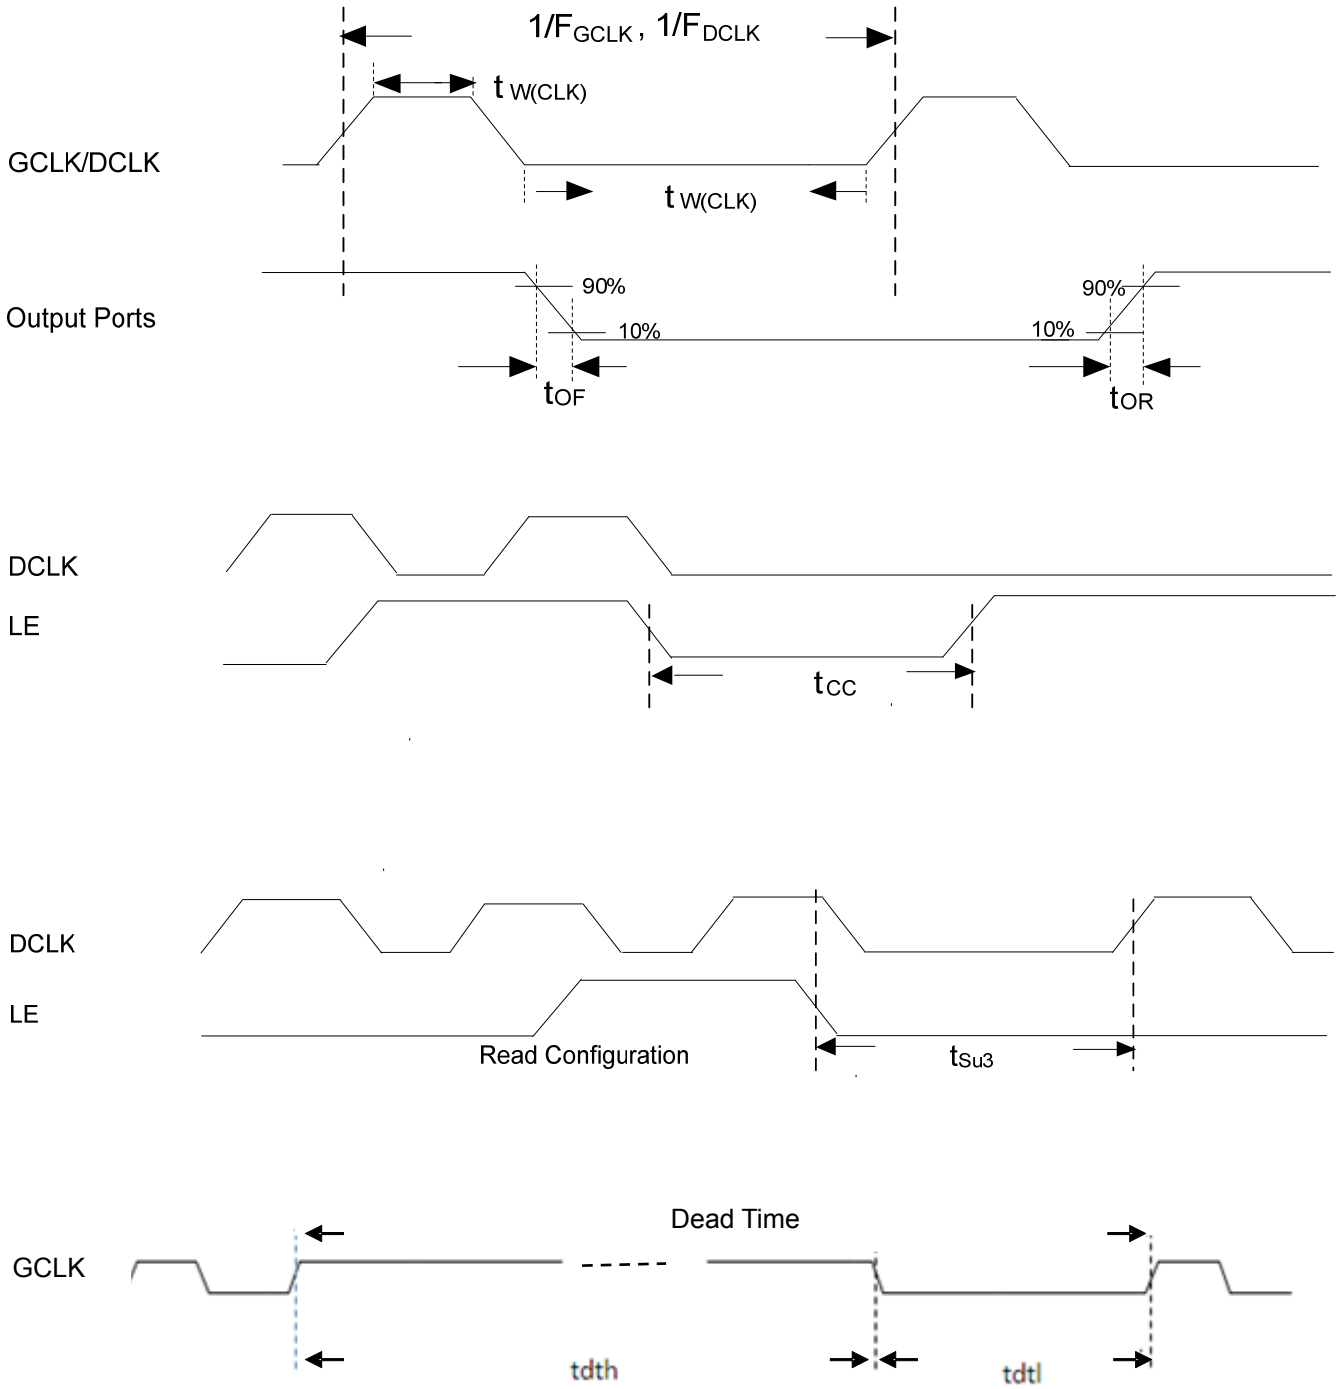 1/FGCLK , 1/FDCLK
t W(CLK)
GCLK/DCLK
t W(CLK)
90%
90%
Output Ports
10%
10%
tOF
tOR
DCLK
LE
tCC
DCLK
LE
Read Configuration
tSu3
Dead Time
GCLK
tdth
tdtl